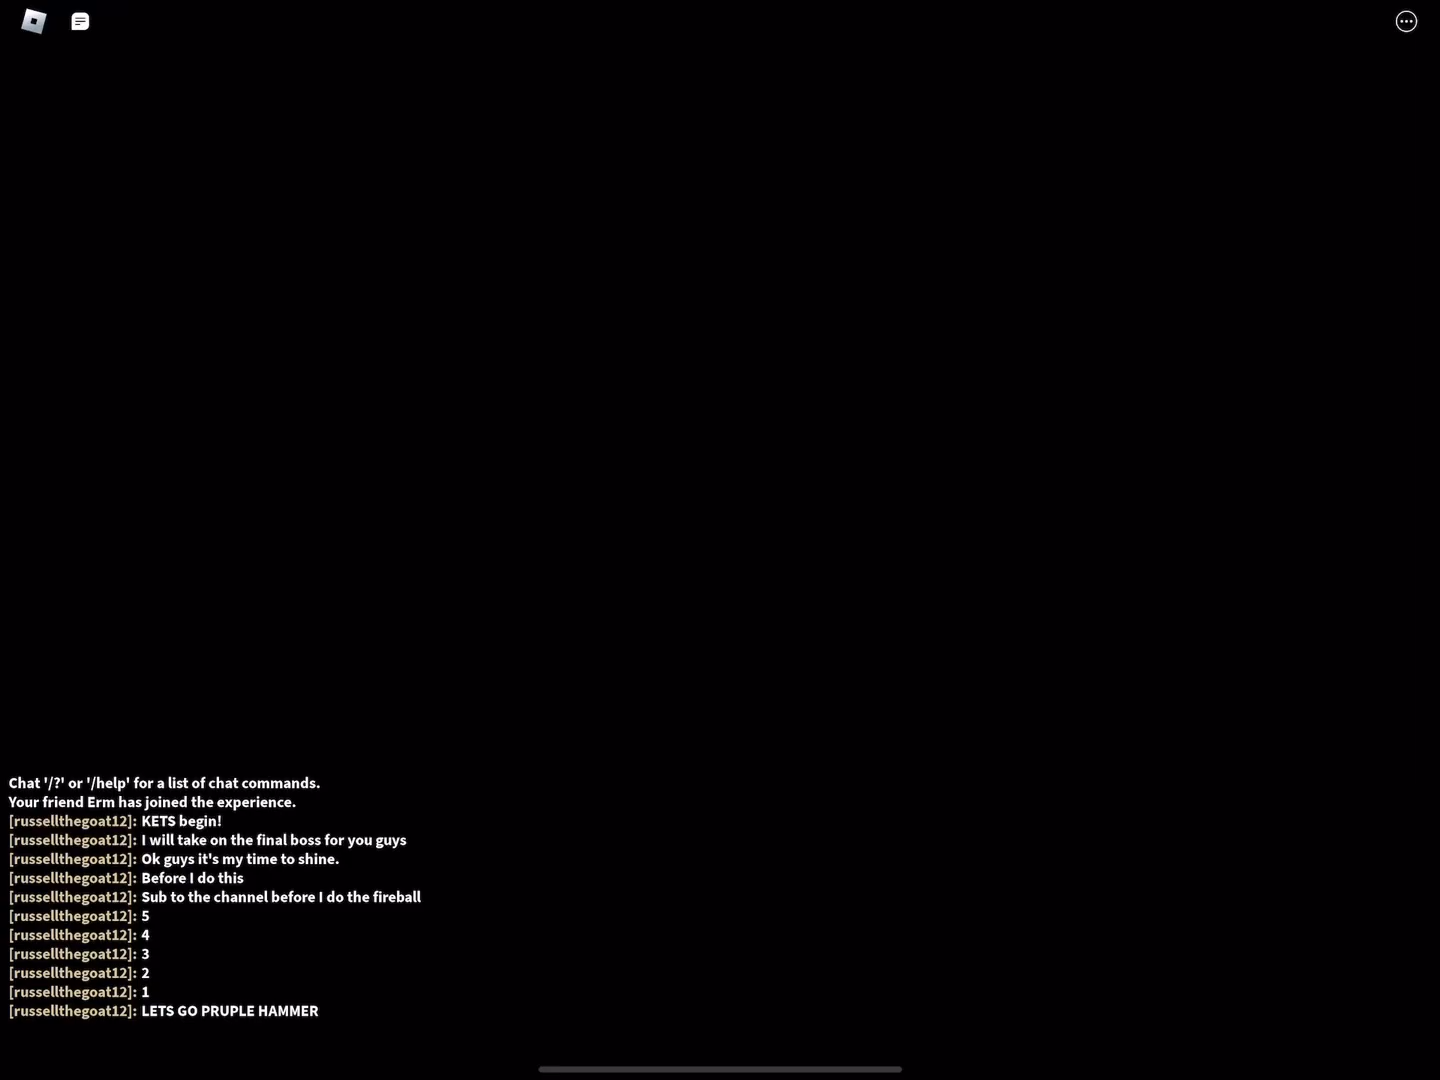 Chat '/?' or '/help' for a list of chat commands.
Your friend Erm has joined the experience.
[russellthegoat12]: KETS begin!
[russellthegoat12]: I will take on the final boss for you guys
[russellthegoat12]: Ok guys it's my time to shine.
[russellthegoat12]: Before I do this
[russellthegoat12]: Sub to the channel before I do the fireball
[russellthegoat12]: 5
[russellthegoat12]: 4
[russellthegoat12]: 3
[russellthegoat12]: 2
[russellthegoat12]: 1
[russellthegoat12]: LETS GO PRUPLE HAMMER